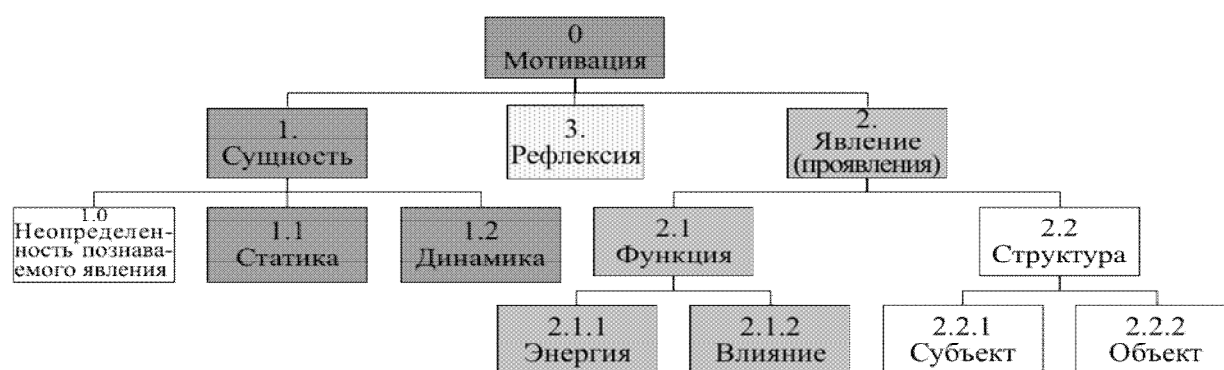 0
Мотивация
1.
Сущность
3.
Рефлексия
2.
Явление
(проявления)
1.0
Неопределен-
ность познава-
емого явления
1.1
Статика
1.2
Динамика
2.1
Функция
2.2
Структура
2.1.1
Энергия
2.1.2
Влияние
2.2.1
Субъект
2.2.2
Объект